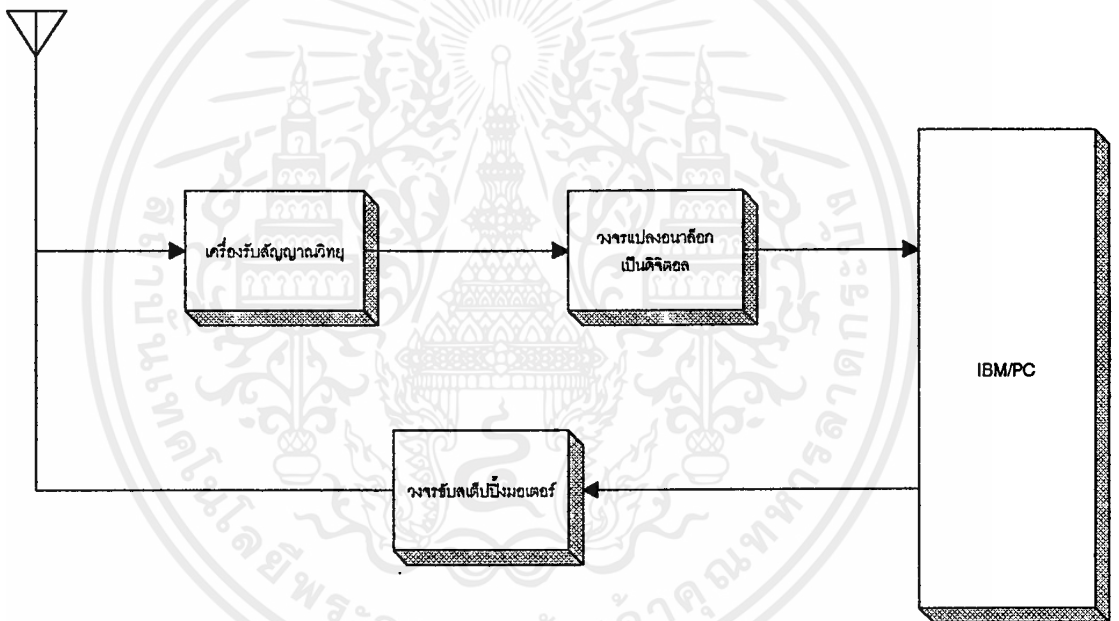 เครื่องรับสัญญาณวิทยุ
วงจรแปลงอนาล็อก
เป็นดิจิตอล
IBM/PC
วงจรขับสเต็ปปิ้งมอเตอร์